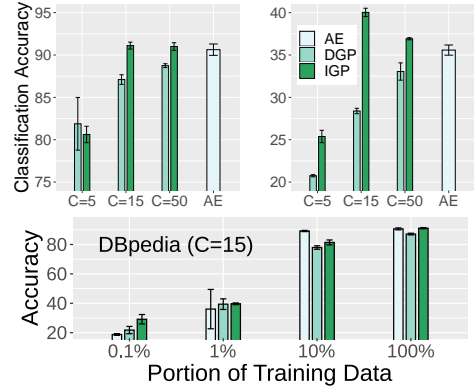 Classification Accuracy
95
90
85
80
75
C=5 C=15 C=50 AE
40
35
30
25
20
AE
DGP
IGP
C=5 C=15 C=50 AE
DBpedia (C=15)
Accuracy
80
60
40
20
0.1% 1% 10% 100%
Portion of Training Data